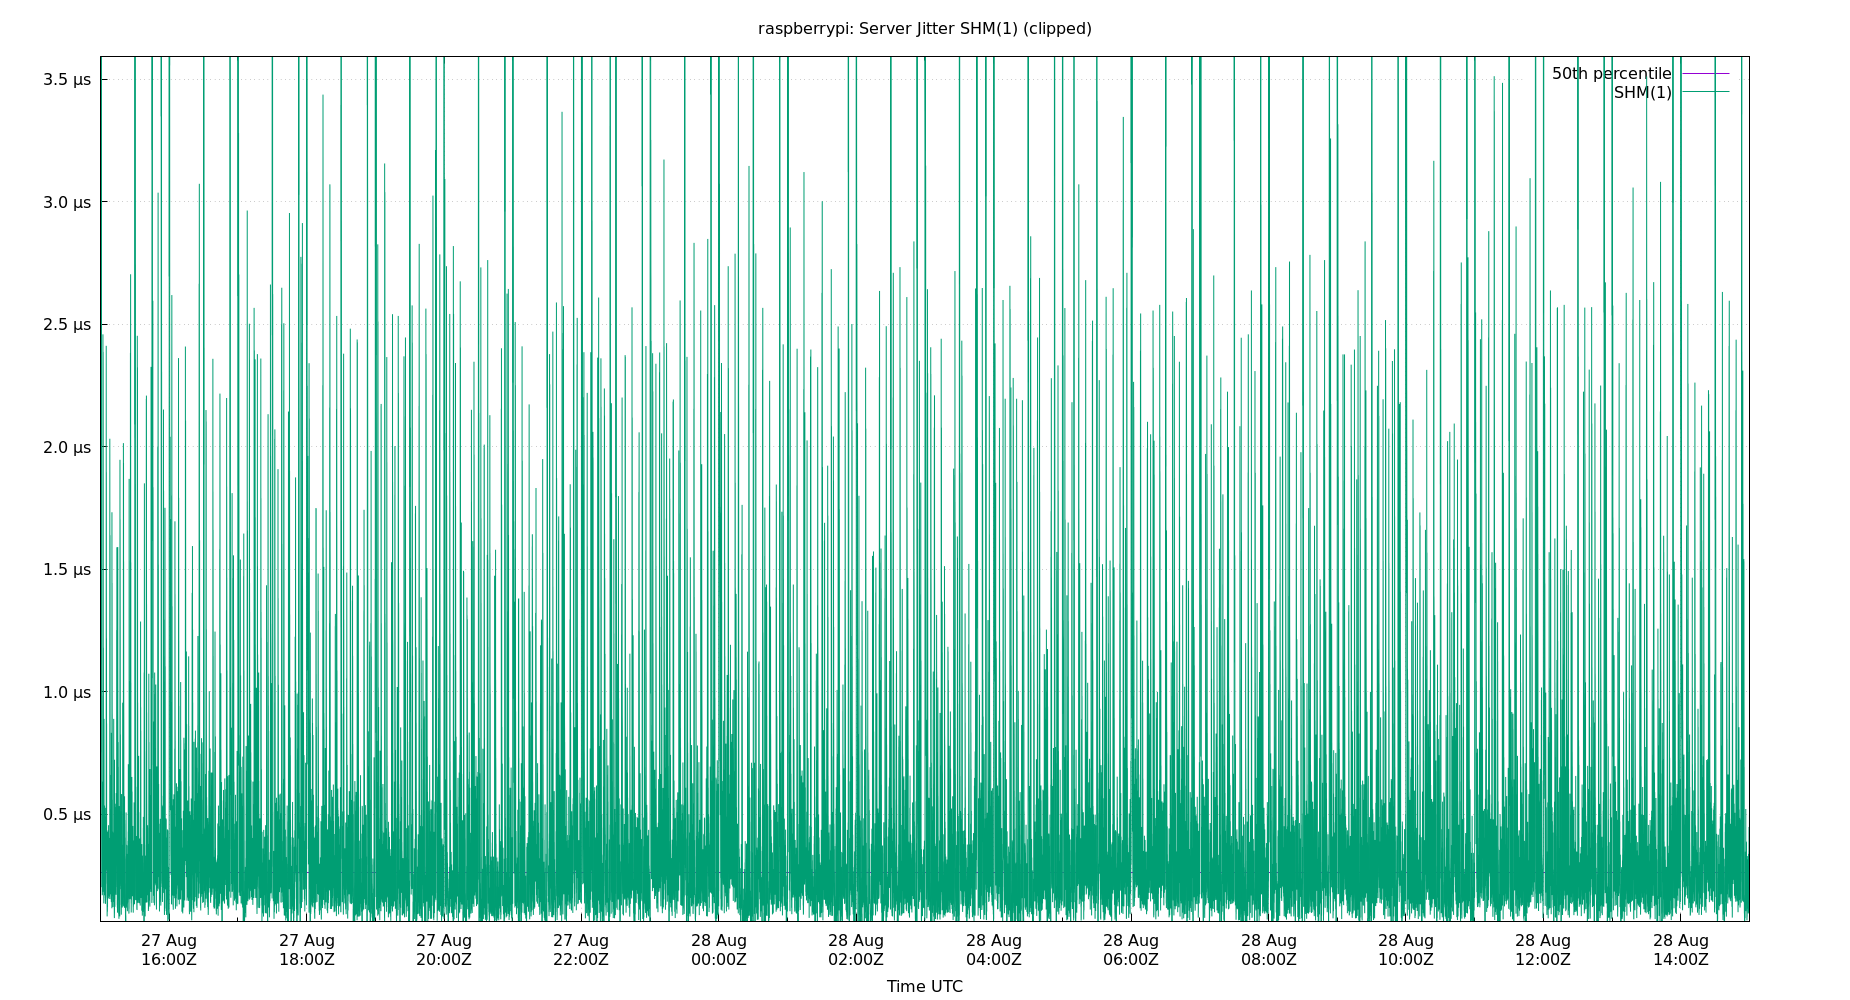 raspberrypi: Server Jitter SHM(1) (clipped)
50th percentile
SHM(1)
3.5 μs
3.0 μs
2.5 μs
2.0 μs
1.5 μs
1.0 μs
0.5 μs
27 Aug 27 Aug 27 Aug 27 Aug 28 Aug 28 Aug 28 Aug 28 Aug 28 Aug 28 Aug 28 Aug 28 Aug
16:00Z 18:00Z 20:00Z 22:00Z 00:00Z 02:00Z 04:00Z 06:00Z 08:00Z 10:00Z 12:00Z 14:00Z
Time UTC